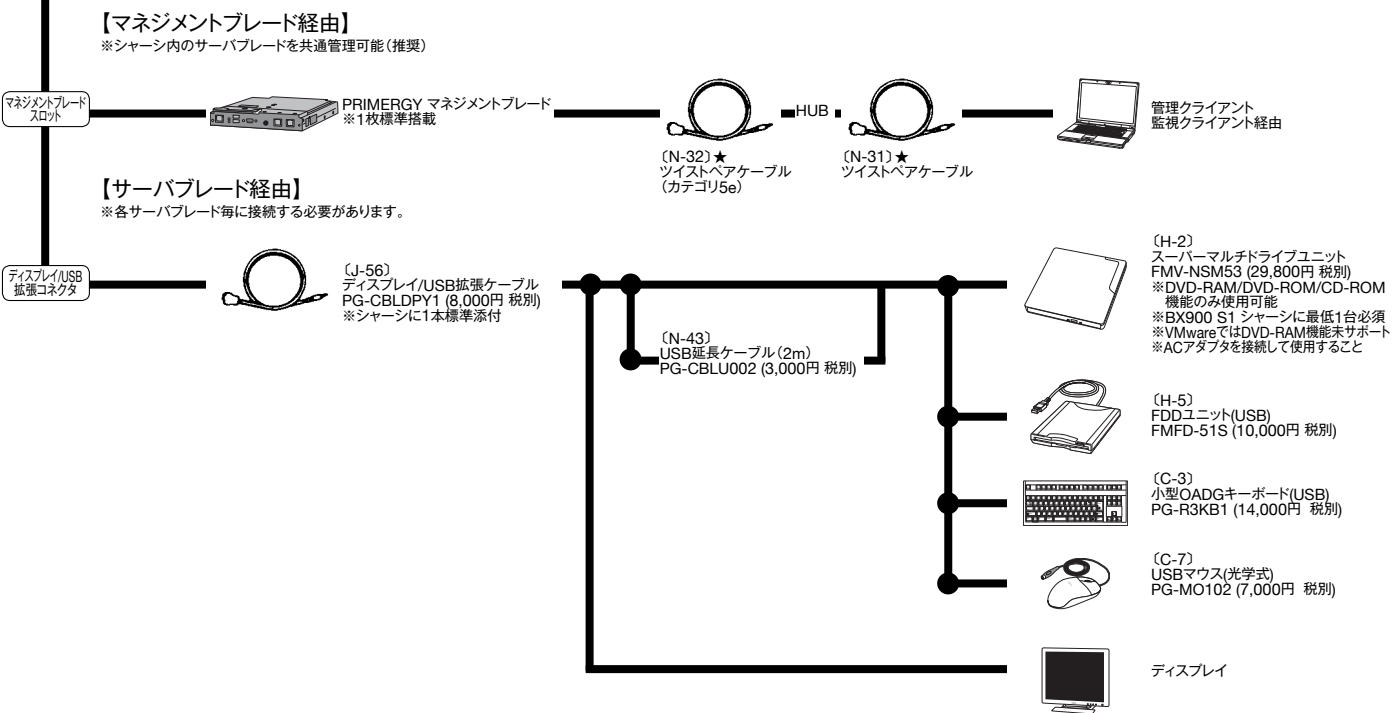 【マネジメントブレード経由】
※シャーシ内のサーバブレードを共通管理可能（推奨）
マネジメントブレード
スロット
PRIMERGY マネジメントブレード
※1枚標準搭載
HUB
管理クライアント
監視クライアント経由
〔N-32〕★
ツイストペアケーブル
（カテゴリ5e）
〔N-31〕★
ツイストペアケーブル
【サーバブレード経由】
※各サーバブレード毎に接続する必要があります。
ディスプレイ/USB
拡張コネクタ
〔J-56〕
ディスプレイ/USB拡張ケーブル
PG-CBLDPY1 (8,000円 税別)
※シャーシに1本標準添付
〔N-43〕
USB延長ケーブル（2m）
PG-CBLU002 (3,000円 税別)
〔H-2〕
スーパーマルチドライブユニット
FMV-NSM53 (29,800円 税別)
※DVD-RAM/DVD-ROM/CD-ROM
機能のみ使用可能
※BX900 S1 シャーシに最低1台必須
※VMwareではDVD-RAM機能未サポート
※ACアダプタを接続して使用すること
〔H-5〕
FDDユニット(USB)
FMFD-51S (10,000円 税別)
〔C-3〕
小型OADGキーボード(USB)
PG-R3KB1 (14,000円 税別)
〔C-7〕
USBマウス(光学式)
PG-MO102 (7,000円 税別)
ディスプレイ